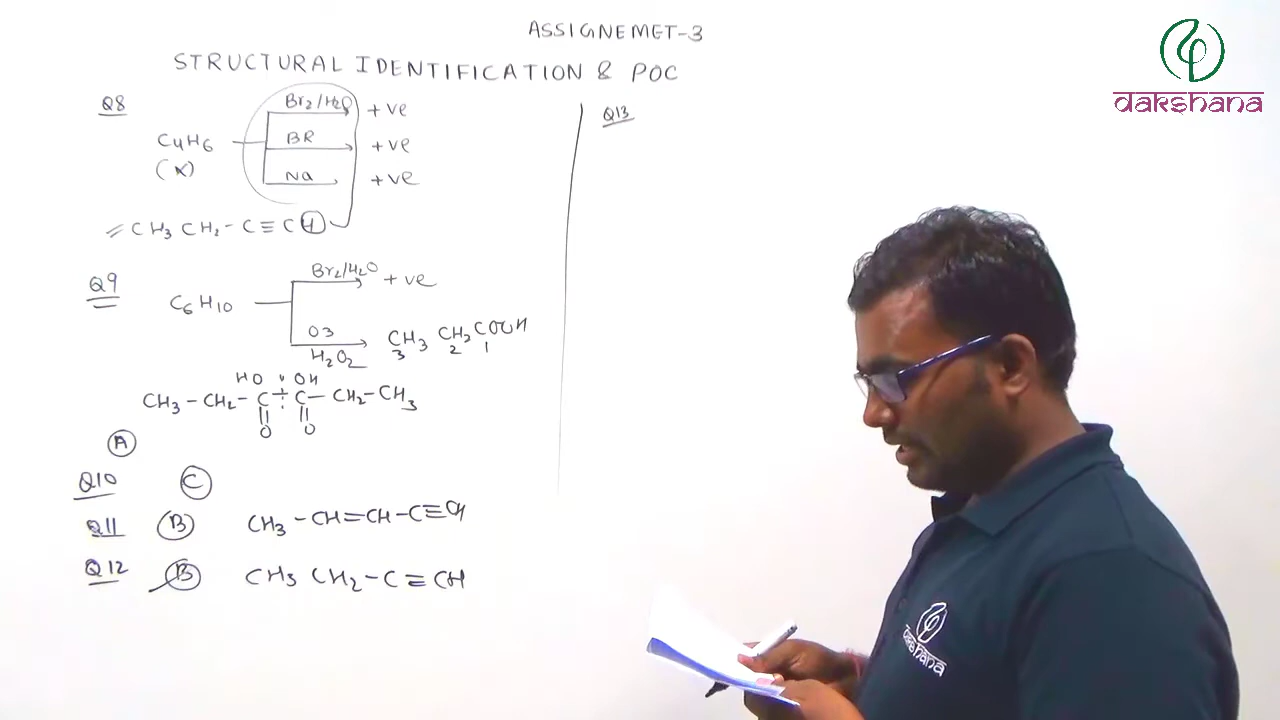 ASSIGNEMET-3
STRUCTURAL IDENTIFICATION & POC
dakshana
Q8
Br2/H2O +ve
C4H6 BR +ve
(X) Na +ve
CH3 CH2 - C ≡ CH
Q9
Br2/H2O +ve
C6H10
O3 CH3 CH2 COOH
H2O2 3 2 1
HO OH
CH3 - CH2 - C + C - CH2 - CH3
O O
A
Q10 C
Q11 B CH3 - CH = CH - C ≡ CH
Q12 B CH3 CH2 - C ≡ CH
Q13
dakshana